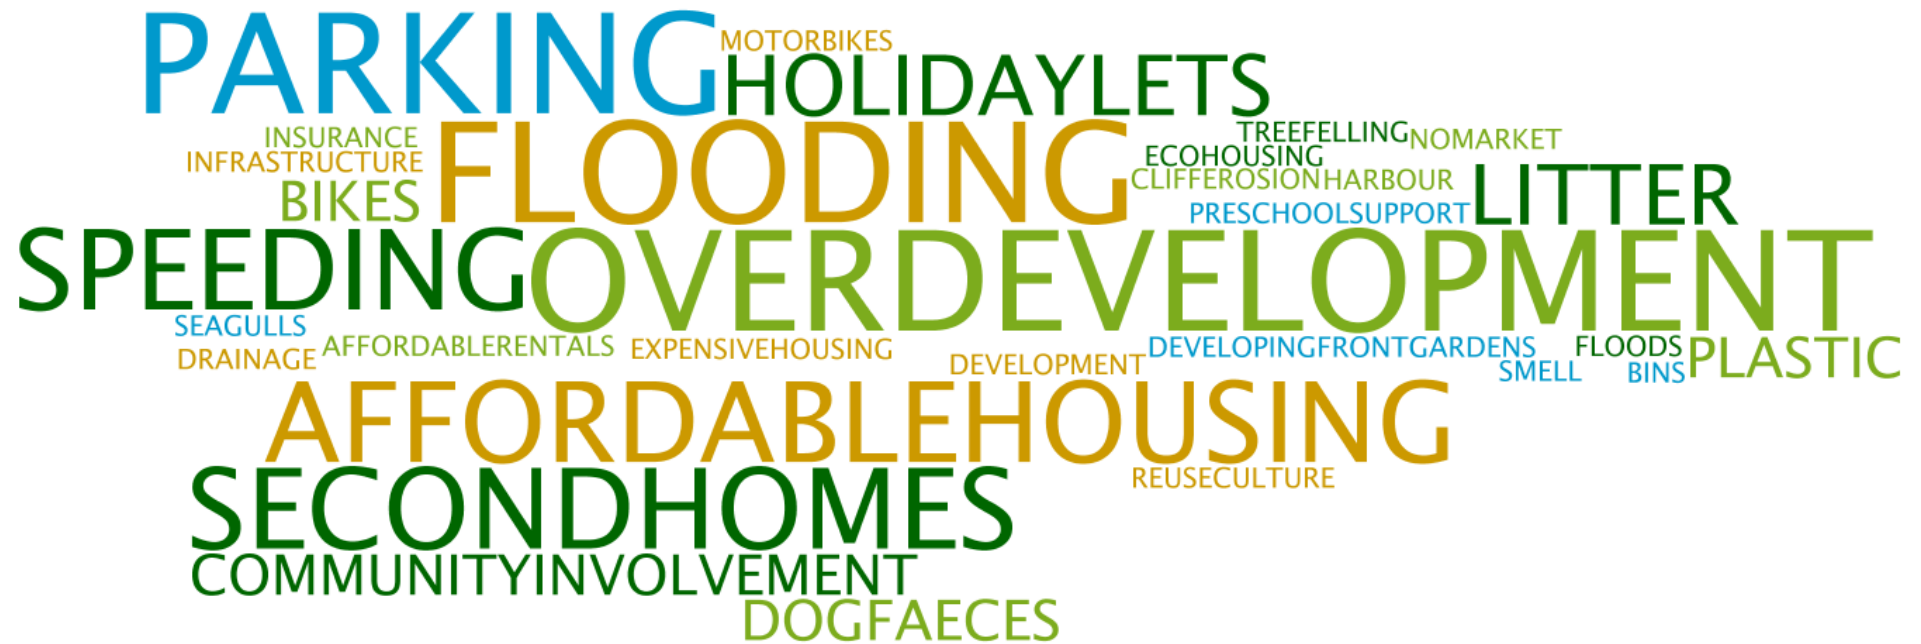 PARKING
MOTORBIKES
HOLIDAYLETS
INSURANCE
INFRASTRUCTURE
BIKES
FLOODING
TREEFELLING
NOMARKET
ECOHOUSING
CLIFFEROSION
HARBOUR
PRESCHOOLSUPPORT
LITTER
SPEEDING
OVERDEVELOPMENT
SEAGULLS
DRAINAGE
AFFORDABLERENTALS
EXPENSIVEHOUSING
DEVELOPMENT
DEVELOPINGFRONTGARDENS
SMELL
FLOODS
BINS
PLASTIC
AFFORDABLEHOUSING
REUSECULTURE
SECONDHOMES
COMMUNITYINVOLVEMENT
DOGFAECES